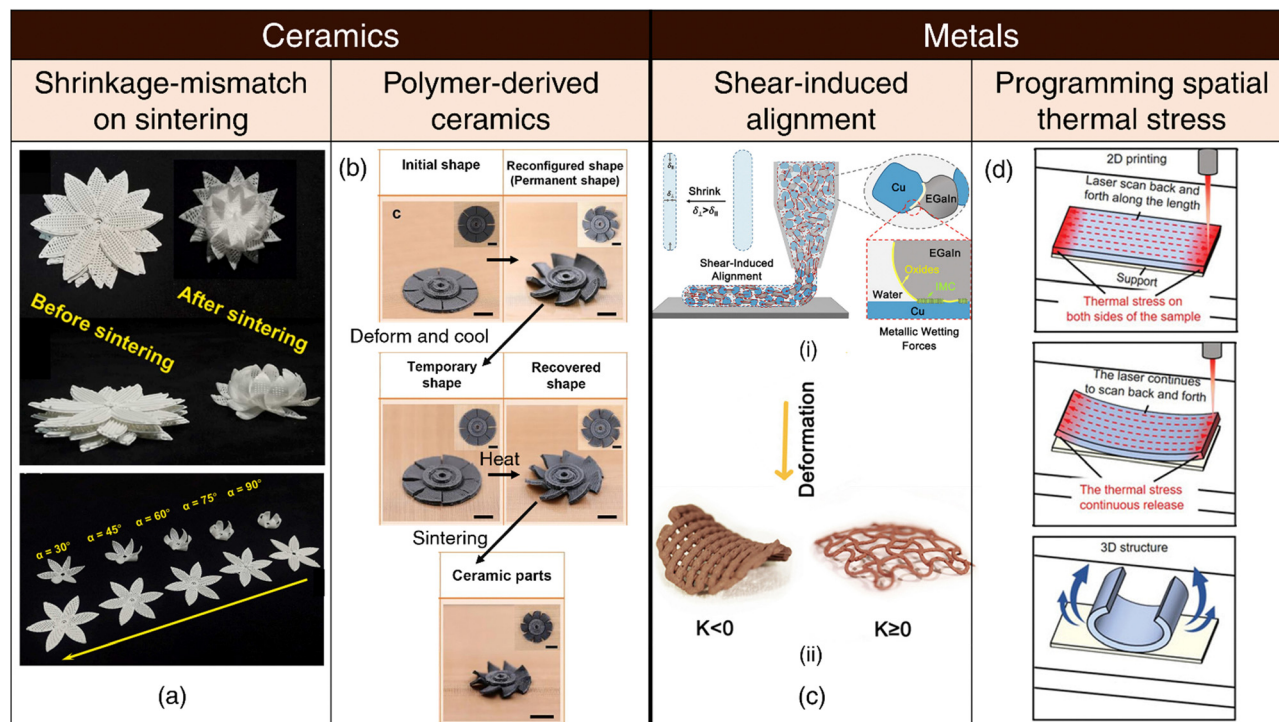 Ceramics
Metals
Shrinkage-mismatch
on sintering
Polymer-derived
ceramics
Shear-induced
alignment
Programming spatial
thermal stress
Before sintering
After sintering
α = 30°
α = 45°
α = 60°
α = 75°
α = 90°
(a)
(b)
Initial shape
Reconfigured shape
(Permanent shape)
c
Deform and cool
Temporary
shape
Recovered
shape
Heat
Sintering
Ceramic parts
δ∥
δ⊥
Shrink
δ⊥>δ∥
Shear-Induced
Alignment
Cu
EGaIn
EGaIn
Oxides
IMC
Water
Cu
Metallic Wetting
Forces
(i)
Deformation
K<0
K≥0
(ii)
(c)
(d)
2D printing
Laser scan back and
forth along the length
Support
Thermal stress on
both sides of the sample
The laser continues
to scan back and forth
The thermal stress
continuous release
3D structure